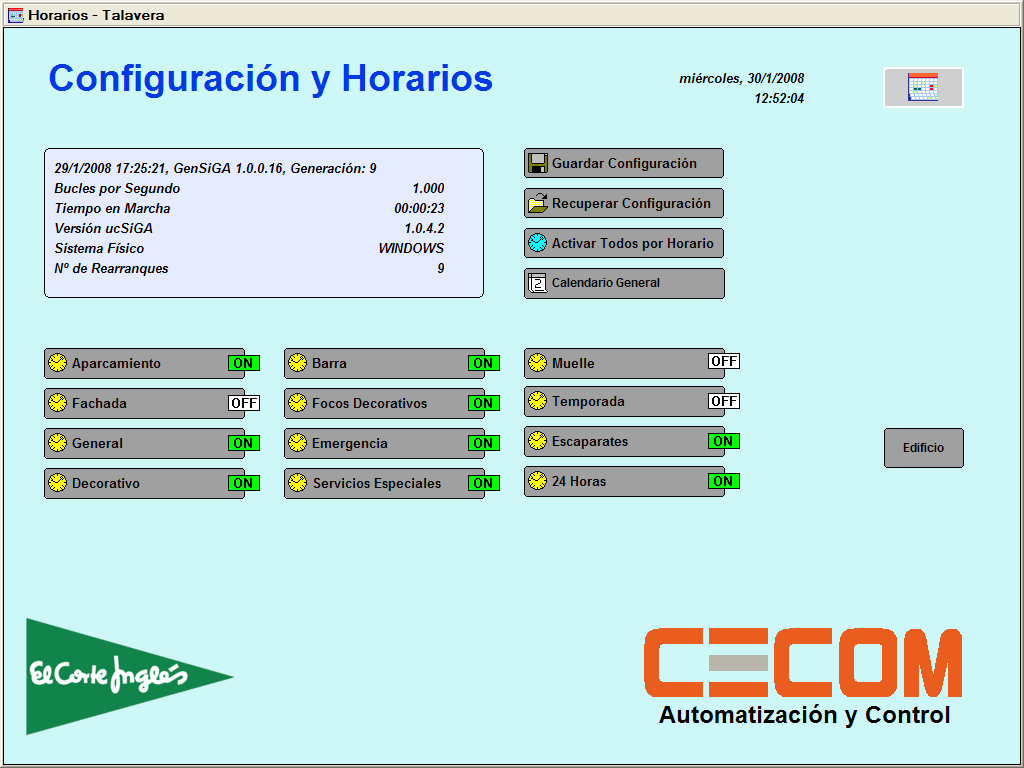 Horarios - Talavera
Configuración y Horarios
miércoles, 30/1/2008
12:52:04
29/1/2008 17:25:21, GenSiGA 1.0.0.16, Generación: 9
Bucles por Segundo 1.000
Tiempo en Marcha 00:00:23
Versión ucSiGA 1.0.4.2
Sistema Físico WINDOWS
Nº de Rearranques 9
Guardar Configuración
Recuperar Configuración
Activar Todos por Horario
2 Calendario General
Aparcamiento ON
Fachada OFF
General ON
Decorativo ON
Barra ON
Focos Decorativos ON
Emergencia ON
Servicios Especiales ON
Muelle OFF
Temporada OFF
Escaparates ON
24 Horas ON
Edificio
El Corte Inglés
CECOM
Automatización y Control